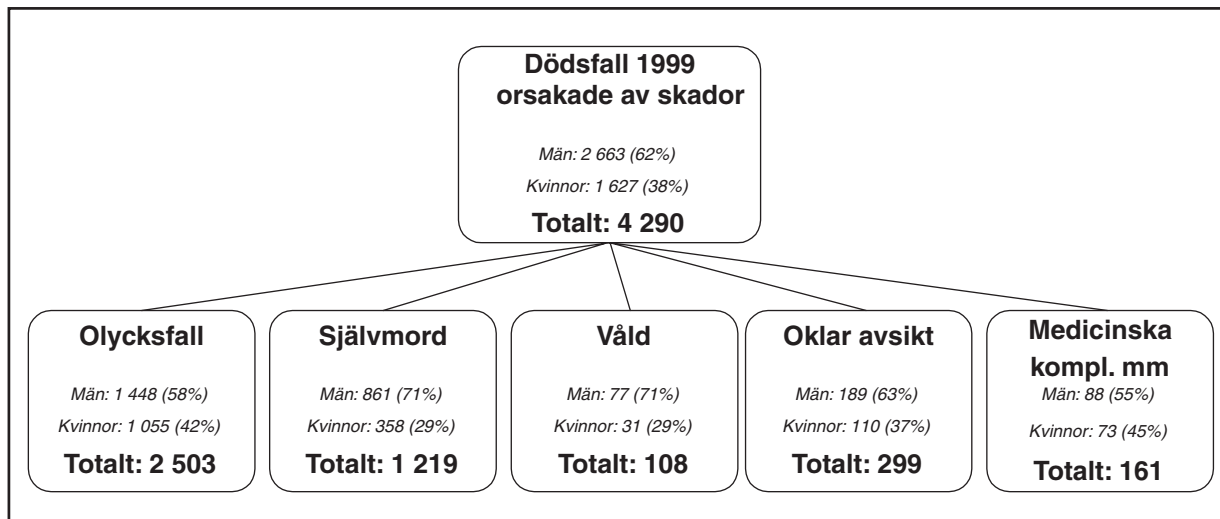 Dödsfall 1999
orsakade av skador
Män: 2 663 (62%)
Kvinnor: 1 627 (38%)
Totalt: 4 290
Olycksfall
Män: 1 448 (58%)
Kvinnor: 1 055 (42%)
Totalt: 2 503
Självmord
Män: 861 (71%)
Kvinnor: 358 (29%)
Totalt: 1 219
Våld
Män: 77 (71%)
Kvinnor: 31 (29%)
Totalt: 108
Oklar avsikt
Män: 189 (63%)
Kvinnor: 110 (37%)
Totalt: 299
Medicinska
kompl. mm
Män: 88 (55%)
Kvinnor: 73 (45%)
Totalt: 161